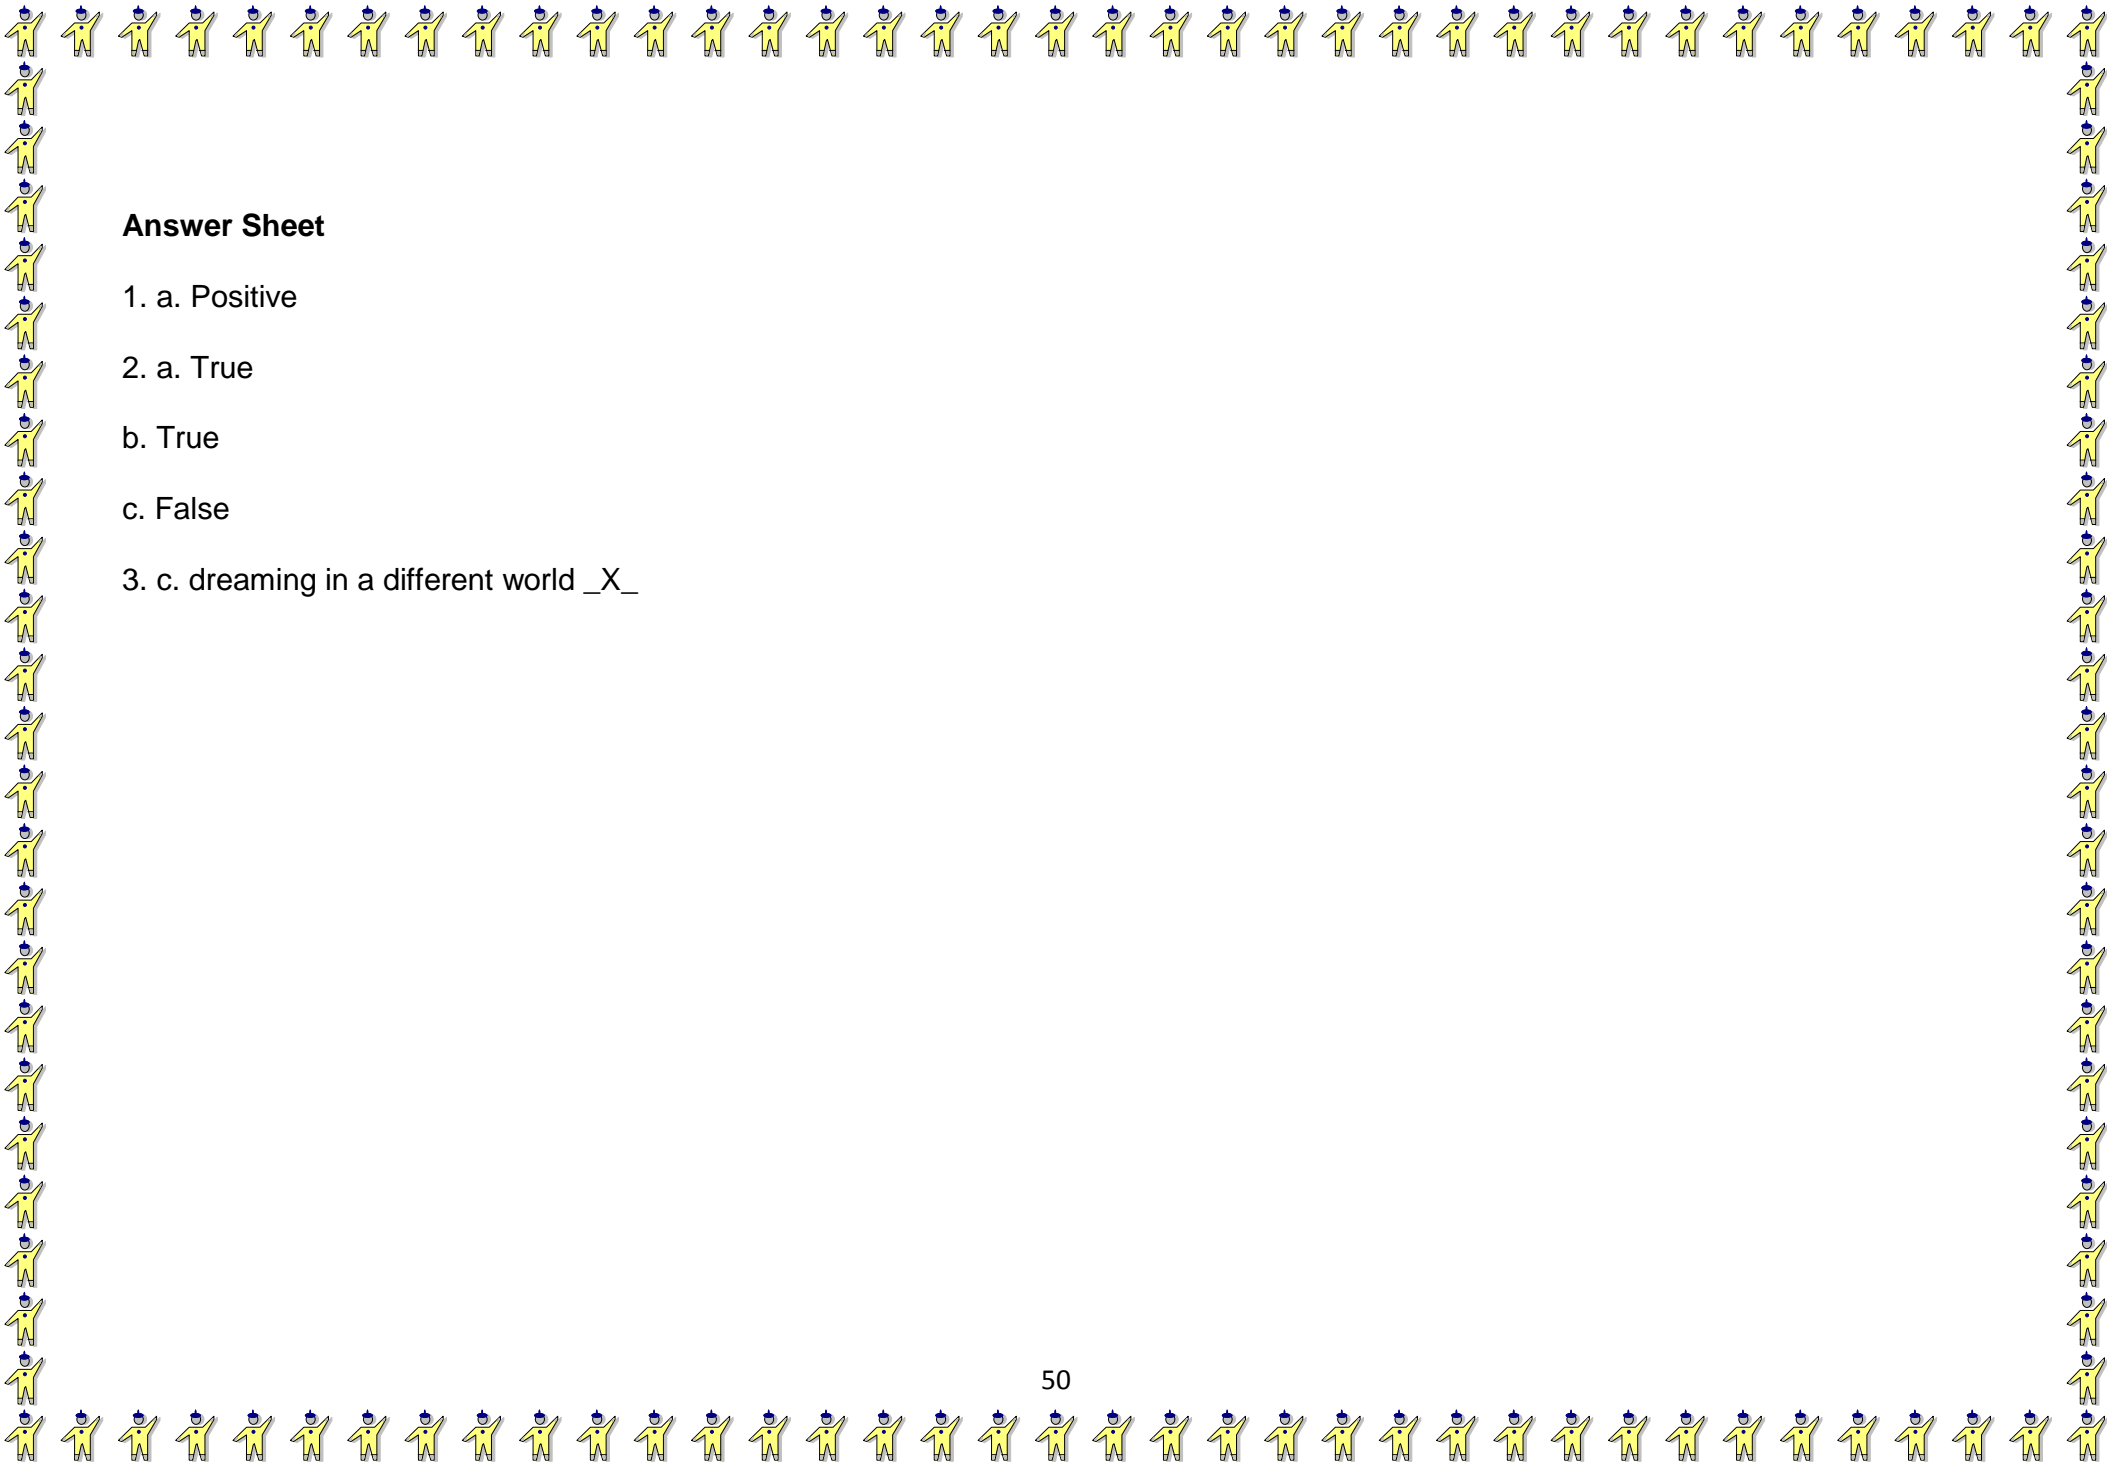 Answer Sheet
1. a. Positive
2. a. True
b. True
c. False
3. c. dreaming in a different world _X_
50